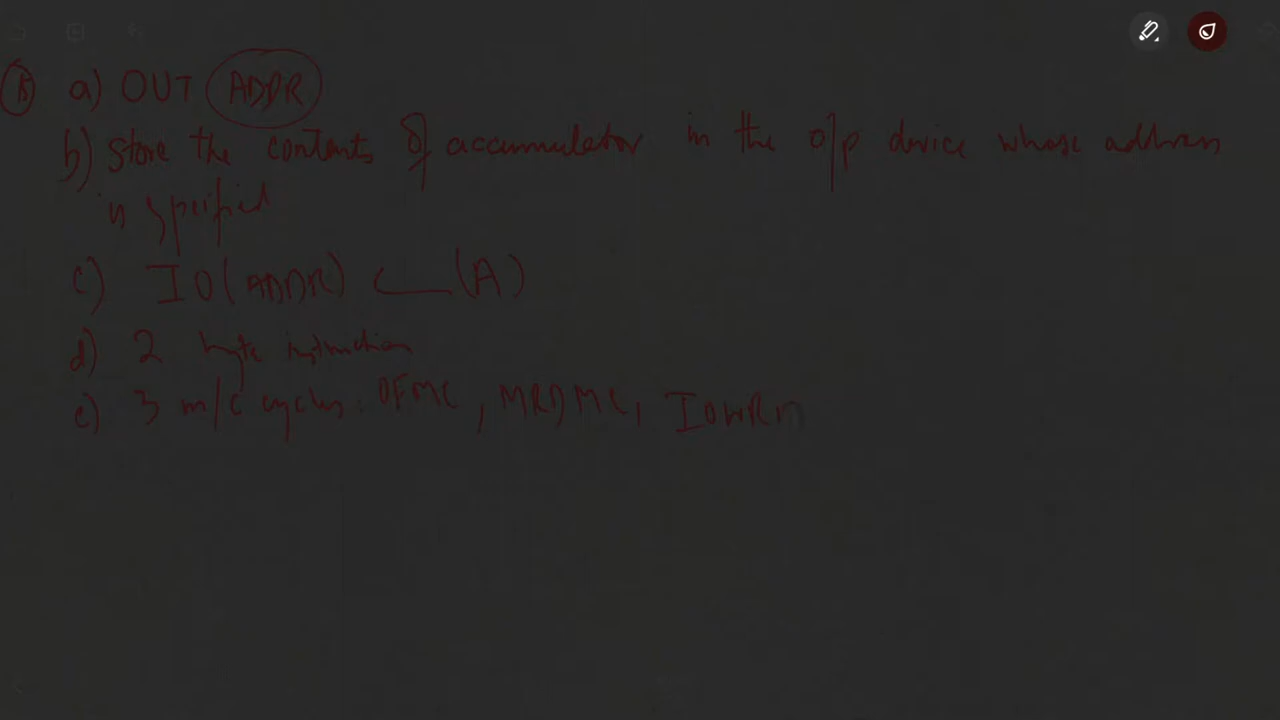 B a) OUT ADDR
b) Store the contents of accumulator in the o/p device whose address
is specified
c) IO(ADDR) ← (A)
d) 2 byte instruction
e) 3 m/c cycles: OFMC, MRDMC, IOWRM